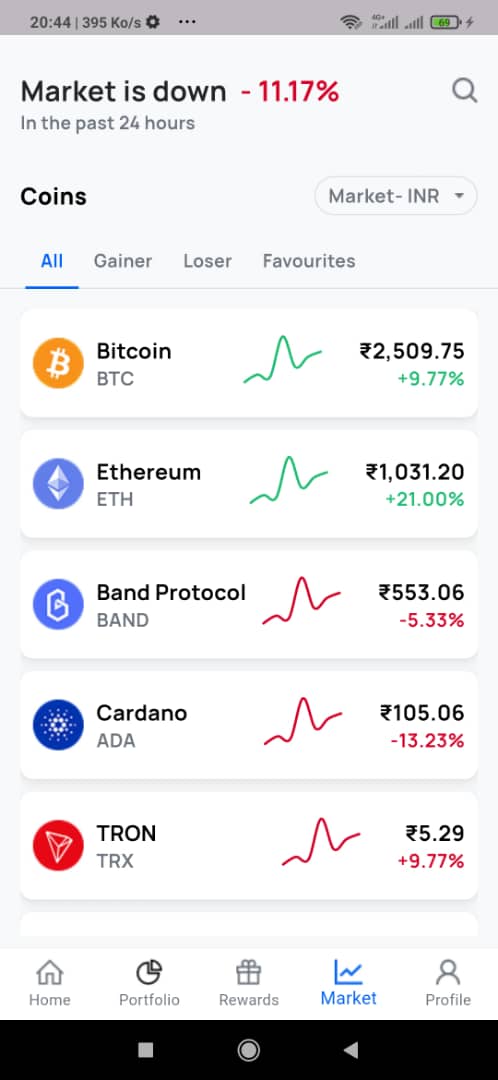 20:44 | 395 Ko/s
4G+
69
Market is down - 11.17%
In the past 24 hours
Coins
Market- INR
All Gainer Loser Favourites
Bitcoin ₹2,509.75
BTC +9.77%
Ethereum ₹1,031.20
ETH +21.00%
Band Protocol ₹553.06
BAND -5.33%
Cardano ₹105.06
ADA -13.23%
TRON ₹5.29
TRX +9.77%
Home Portfolio Rewards Market Profile